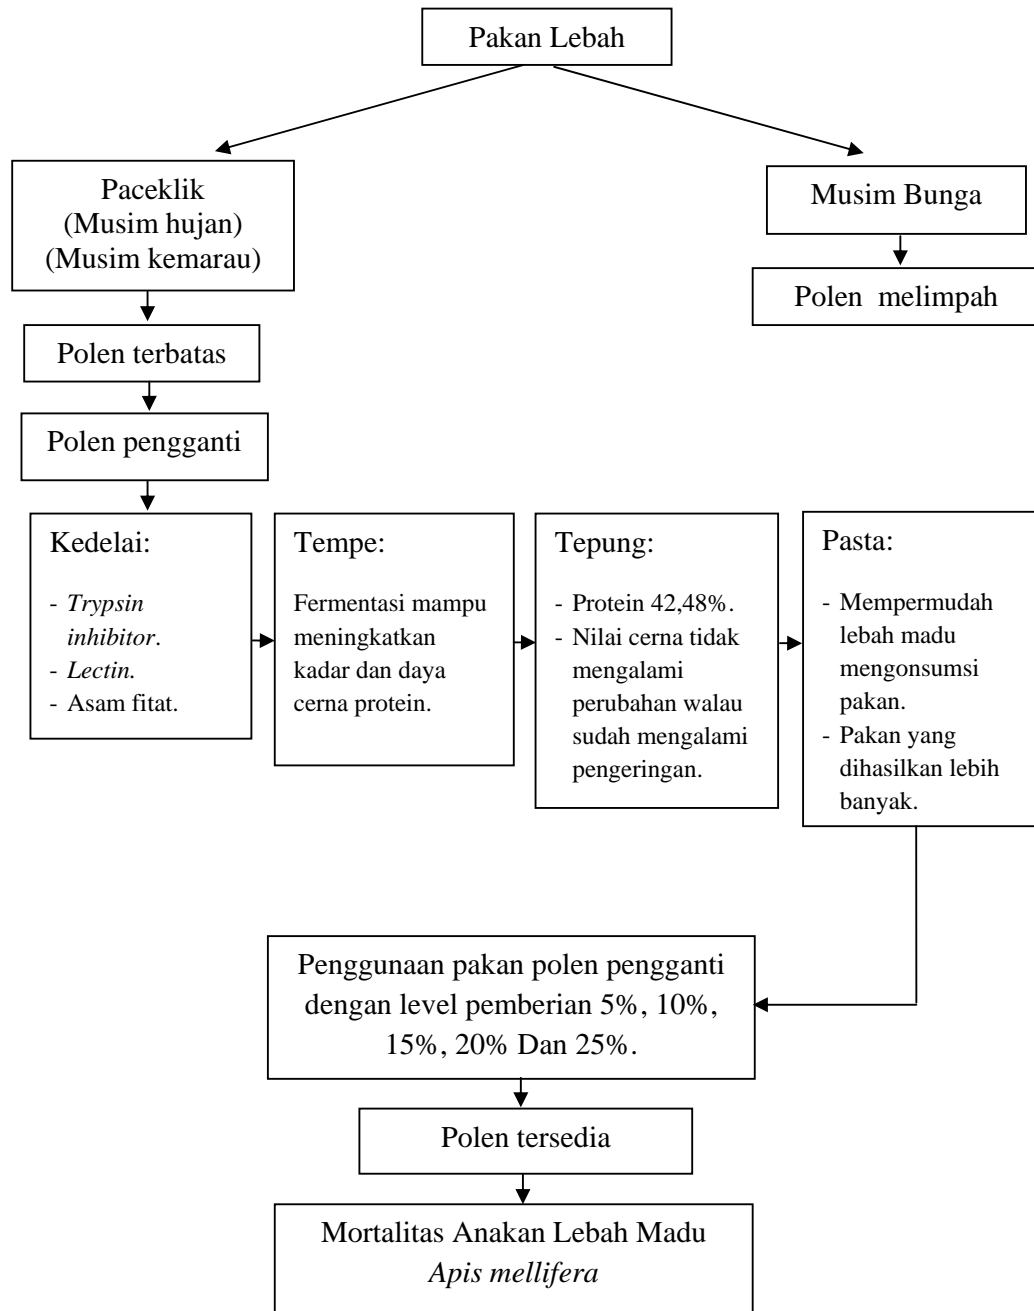 Pakan Lebah
Paceklik
(Musim hujan)
(Musim kemarau)
Musim Bunga
Polen melimpah
Polen terbatas
Polen pengganti
Kedelai:
- Trypsin
inhibitor.
- Lectin.
- Asam fitat.
Tempe:
Fermentasi mampu
meningkatkan
kadar dan daya
cerna protein.
Tepung:
- Protein 42,48%.
- Nilai cerna tidak
mengalami
perubahan walau
sudah mengalami
pengeringan.
Pasta:
- Mempermudah
lebah madu
mengonsumsi
pakan.
- Pakan yang
dihasilkan lebih
banyak.
Penggunaan pakan polen pengganti
dengan level pemberian 5%, 10%,
15%, 20% Dan 25%.
Polen tersedia
Mortalitas Anakan Lebah Madu
Apis mellifera